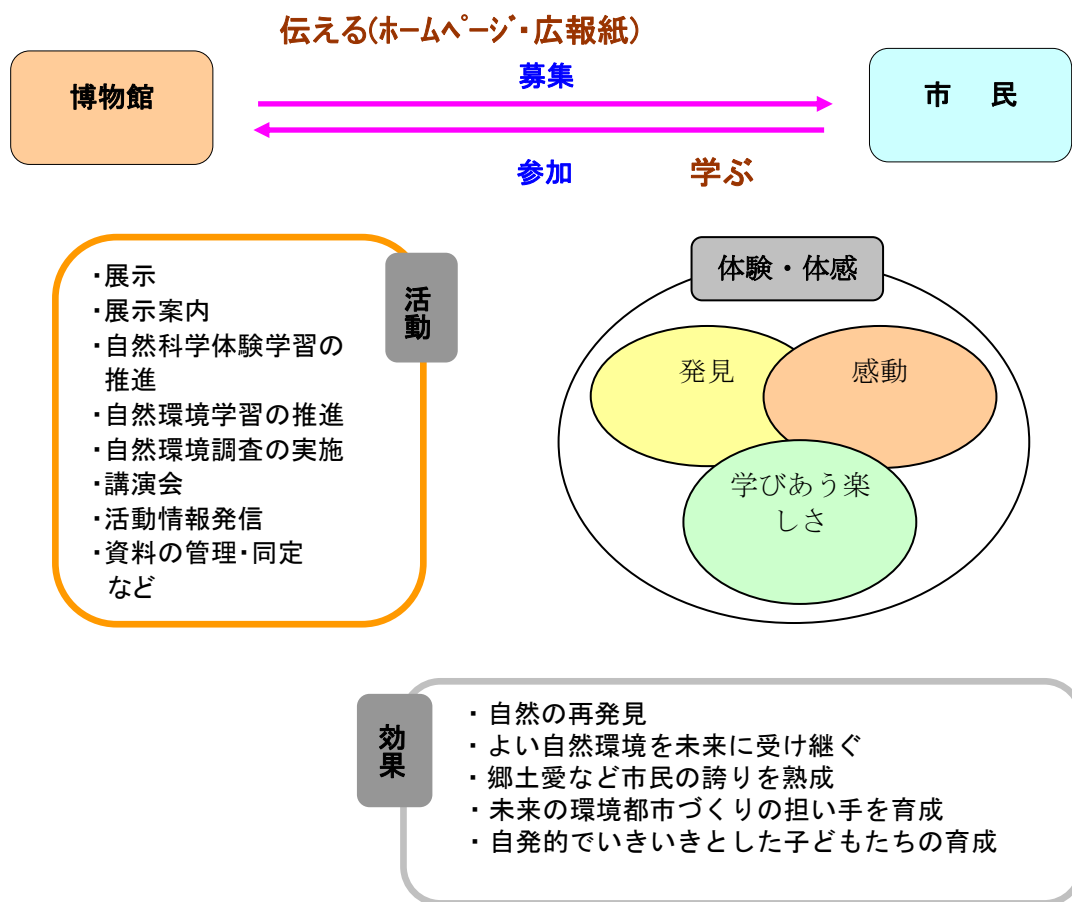 伝える(ホームページ・広報紙)
博物館
募集
市　民
参加
学ぶ
活動
・展示
・展示案内
・自然科学体験学習の
推進
・自然環境学習の推進
・自然環境調査の実施
・講演会
・活動情報発信
・資料の管理・同定
など
体験・体感
発見
感動
学びあう楽
しさ
効果
・自然の再発見
・よい自然環境を未来に受け継ぐ
・郷土愛など市民の誇りを熟成
・未来の環境都市づくりの担い手を育成
・自発的でいきいきとした子どもたちの育成